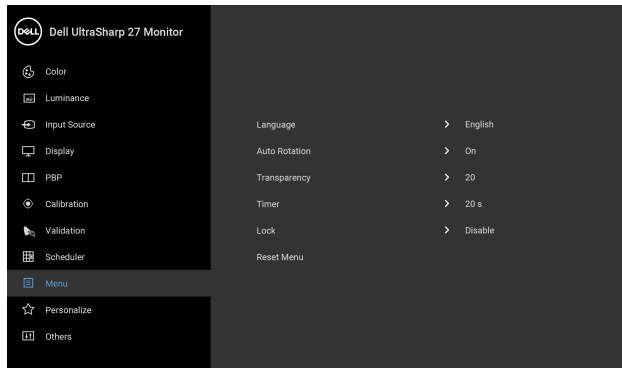 DELL Dell UltraSharp 27 Monitor
Color
Luminance
Input Source
Language English
Display
Auto Rotation On
PBP
Transparency 20
Calibration
Timer 20 s
Validation
Lock Disable
Scheduler
Reset Menu
Menu
Personalize
Others